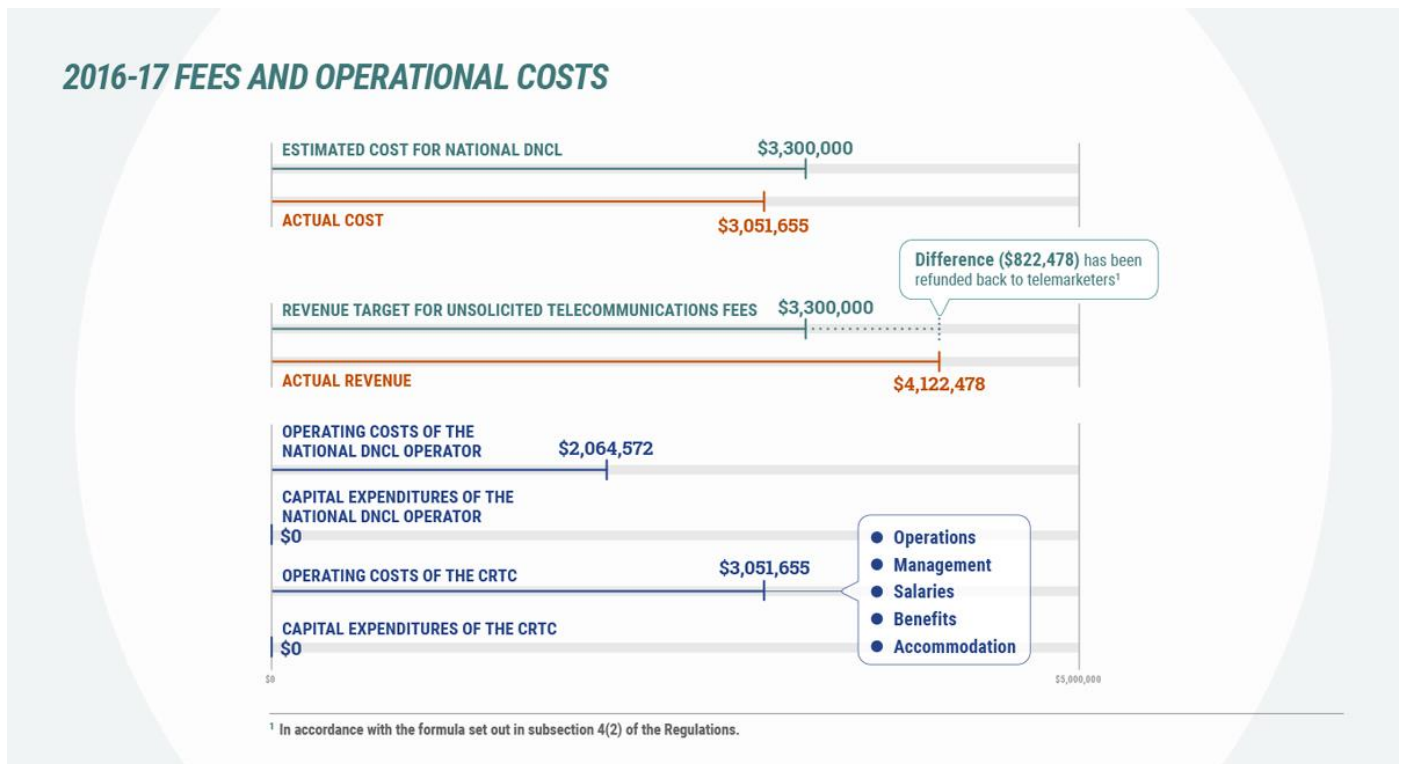 2016-17 FEES AND OPERATIONAL COSTS
ESTIMATED COST FOR NATIONAL DNCL
$3,300,000
ACTUAL COST
$3,051,655
Difference ($822,478) has been
refunded back to telemarketers¹
REVENUE TARGET FOR UNSOLICITED TELECOMMUNICATIONS FEES
$3,300,000
ACTUAL REVENUE
$4,122,478
OPERATING COSTS OF THE
NATIONAL DNCL OPERATOR
$2,064,572
CAPITAL EXPENDITURES OF THE
NATIONAL DNCL OPERATOR
$0
OPERATING COSTS OF THE CRTC
$3,051,655
• Operations
• Management
• Salaries
• Benefits
• Accommodation
CAPITAL EXPENDITURES OF THE CRTC
$0
$0
$5,000,000
¹ In accordance with the formula set out in subsection 4(2) of the Regulations.